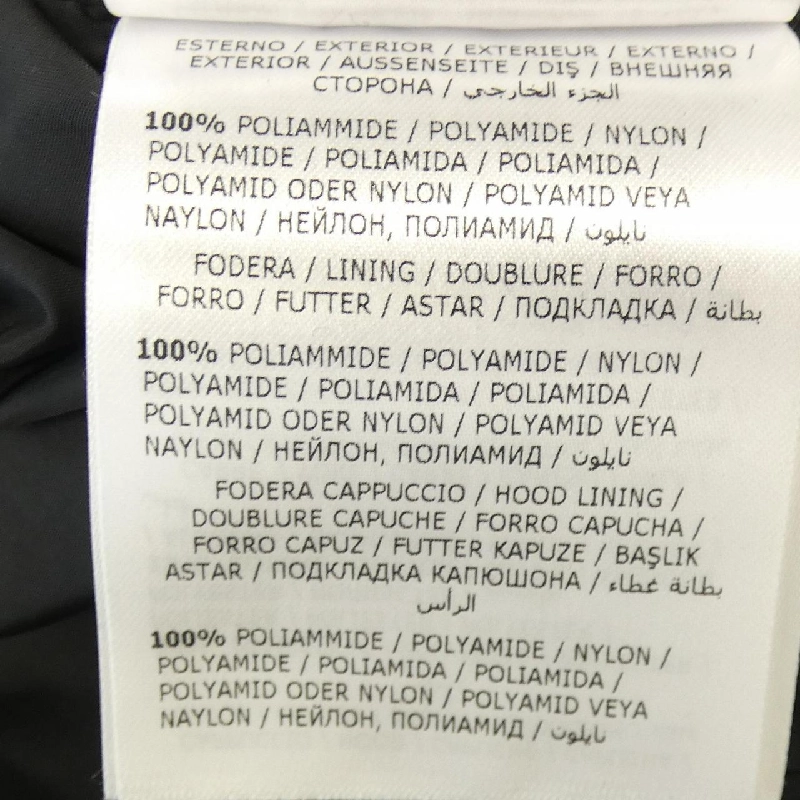 ESTERNO / EXTERIOR / EXTERIEUR / EXTERNO /
EXTERIOR / AUSSENSEITE / DIŞ / ВНЕШНЯЯ
СТОРОНА / الجزء الخارجي
100% POLIAMMIDE / POLYAMIDE / NYLON /
POLYAMIDE / POLIAMIDA / POLIAMIDA /
POLYAMID ODER NYLON / POLYAMID VEYA
NAYLON / НЕЙЛОН, ПОЛИАМИД / نايلون
FODERA / LINING / DOUBLURE / FORRO /
FORRO / FUTTER / ASTAR / ПОДКЛАДКА / بطانة
100% POLIAMMIDE / POLYAMIDE / NYLON /
POLYAMIDE / POLIAMIDA / POLIAMIDA /
POLYAMID ODER NYLON / POLYAMID VEYA
NAYLON / НЕЙЛОН, ПОЛИАМИД / نايلون
FODERA CAPPUCCIO / HOOD LINING /
DOUBLURE CAPUCHE / FORRO CAPUCHA /
FORRO CAPUZ / FUTTER KAPUZE / BAŞLIK
ASTAR / ПОДКЛАДКА КАПЮШОНА / بطانة غطاء
الرأس
100% POLIAMMIDE / POLYAMIDE / NYLON /
POLYAMIDE / POLIAMIDA / POLIAMIDA /
POLYAMID ODER NYLON / POLYAMID VEYA
NAYLON / НЕЙЛОН, ПОЛИАМИД / نايلون